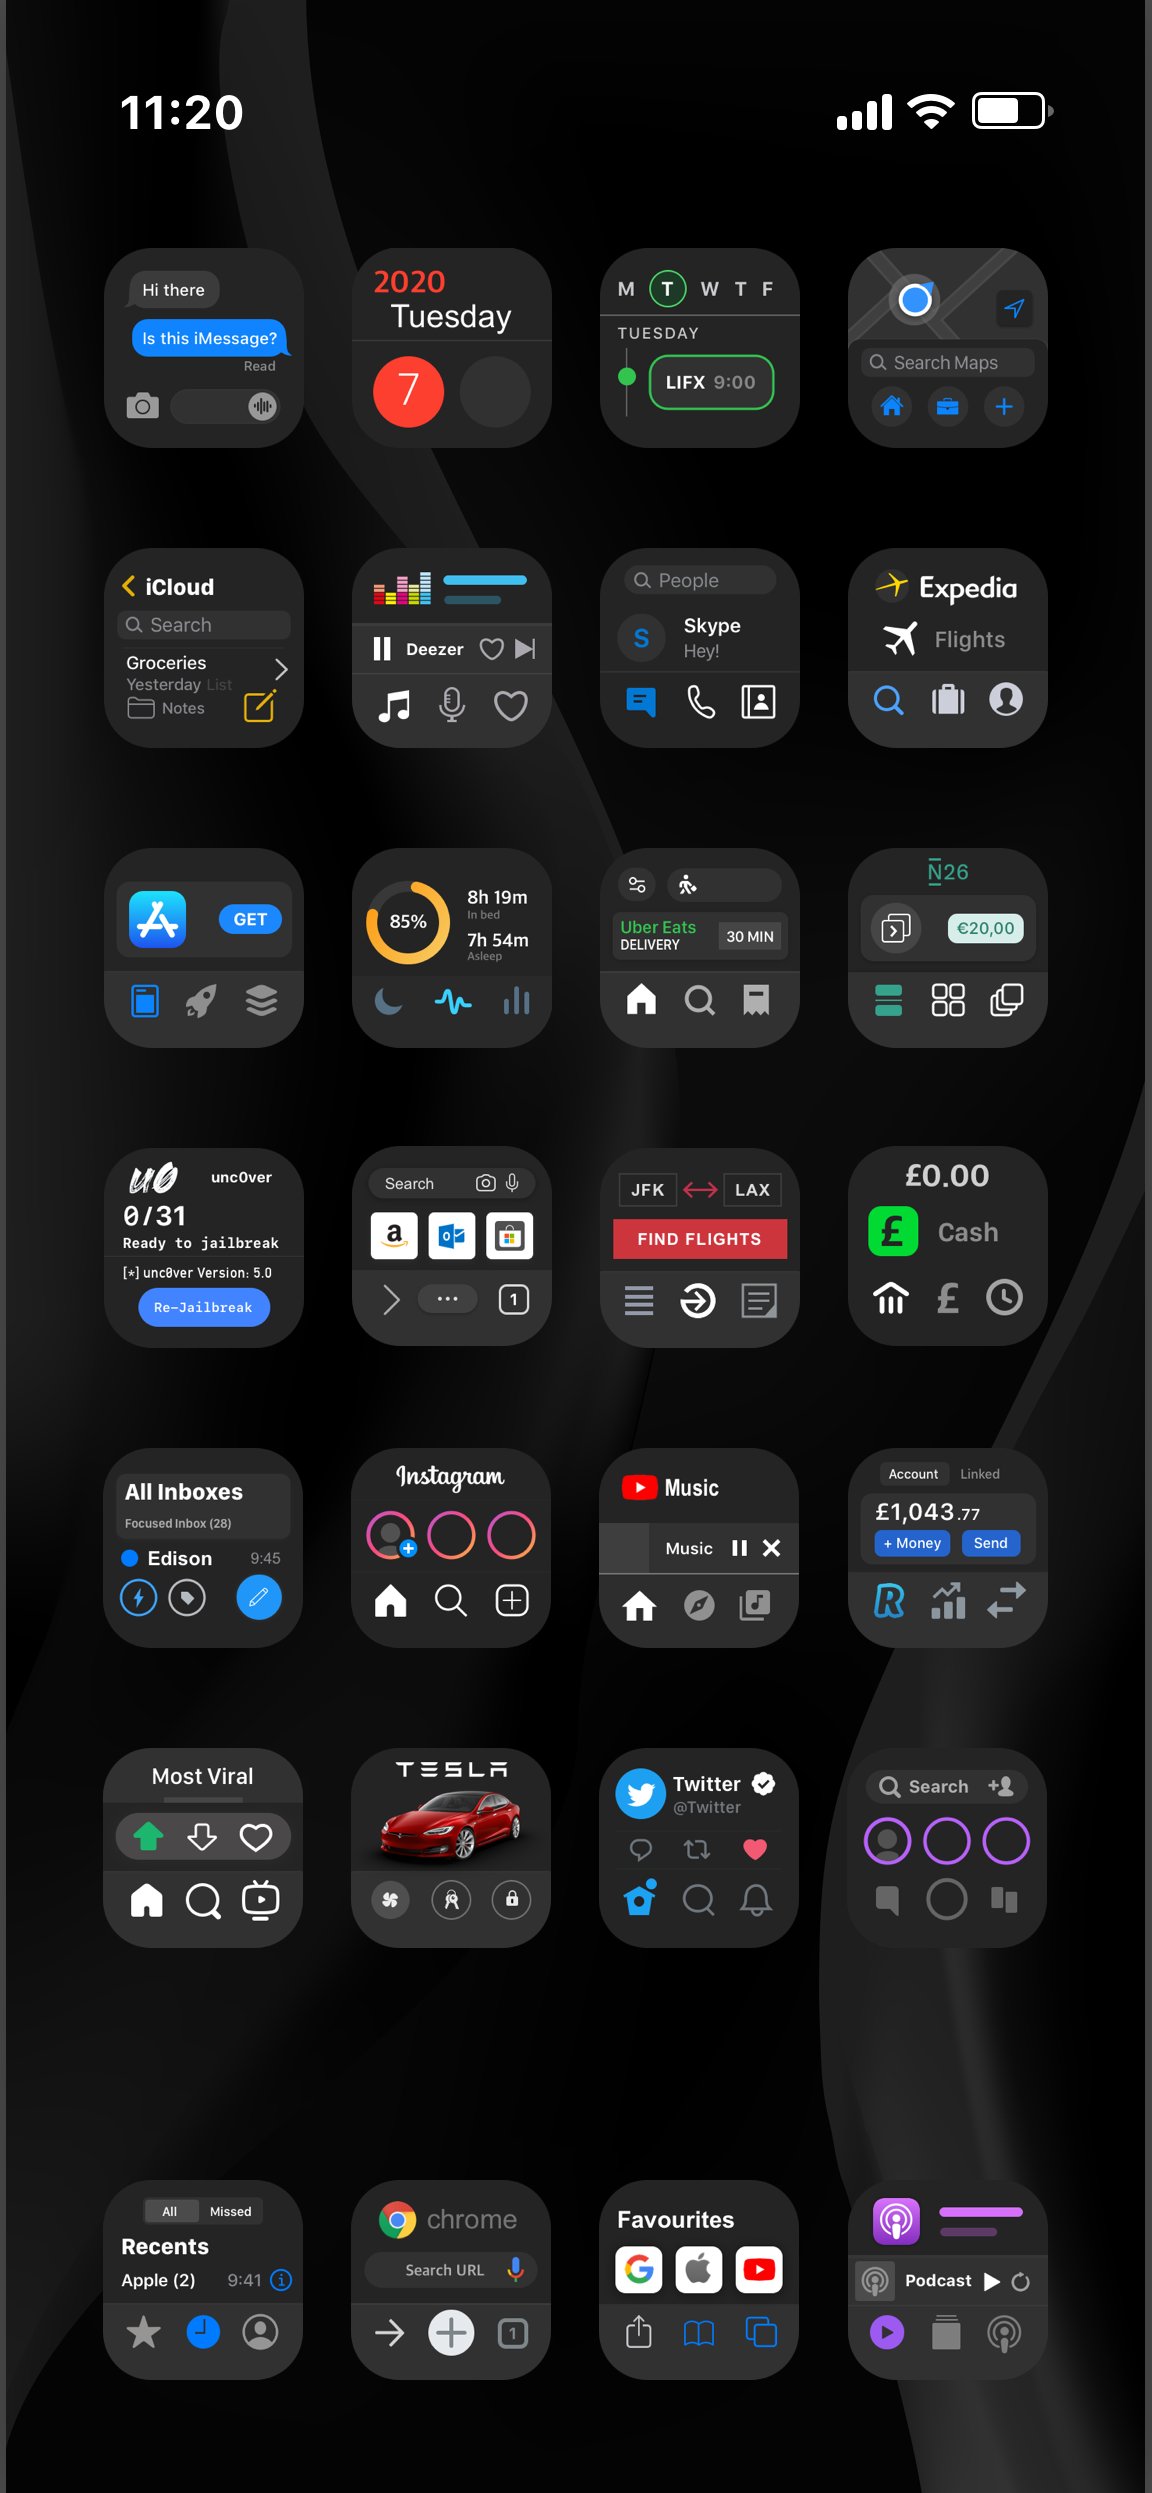 11:20
Hi there
Is this iMessage?
Read
2020
Tuesday
7
M T W T F
TUESDAY
LIFX 9:00
Search Maps
iCloud
Search
Groceries
Yesterday List
Notes
Deezer
People
S
Skype
Hey!
Expedia
Flights
GET
85%
8h 19m
In bed
7h 54m
Asleep
Uber Eats
DELIVERY
30 MIN
N26
€20,00
u0
unc0ver
0/31
Ready to jailbreak
[*] unc0ver Version: 5.0
Re-Jailbreak
Search
a
1
JFK
LAX
FIND FLIGHTS
£0.00
£
Cash
£
All Inboxes
Focused Inbox (28)
Edison
9:45
Instagram
Music
Music
Account
Linked
£1,043.77
+ Money
Send
R
Most Viral
TESLA
Twitter
@Twitter
Search
All
Missed
Recents
Apple (2)
9:41
chrome
Search URL
1
Favourites
G
Podcast